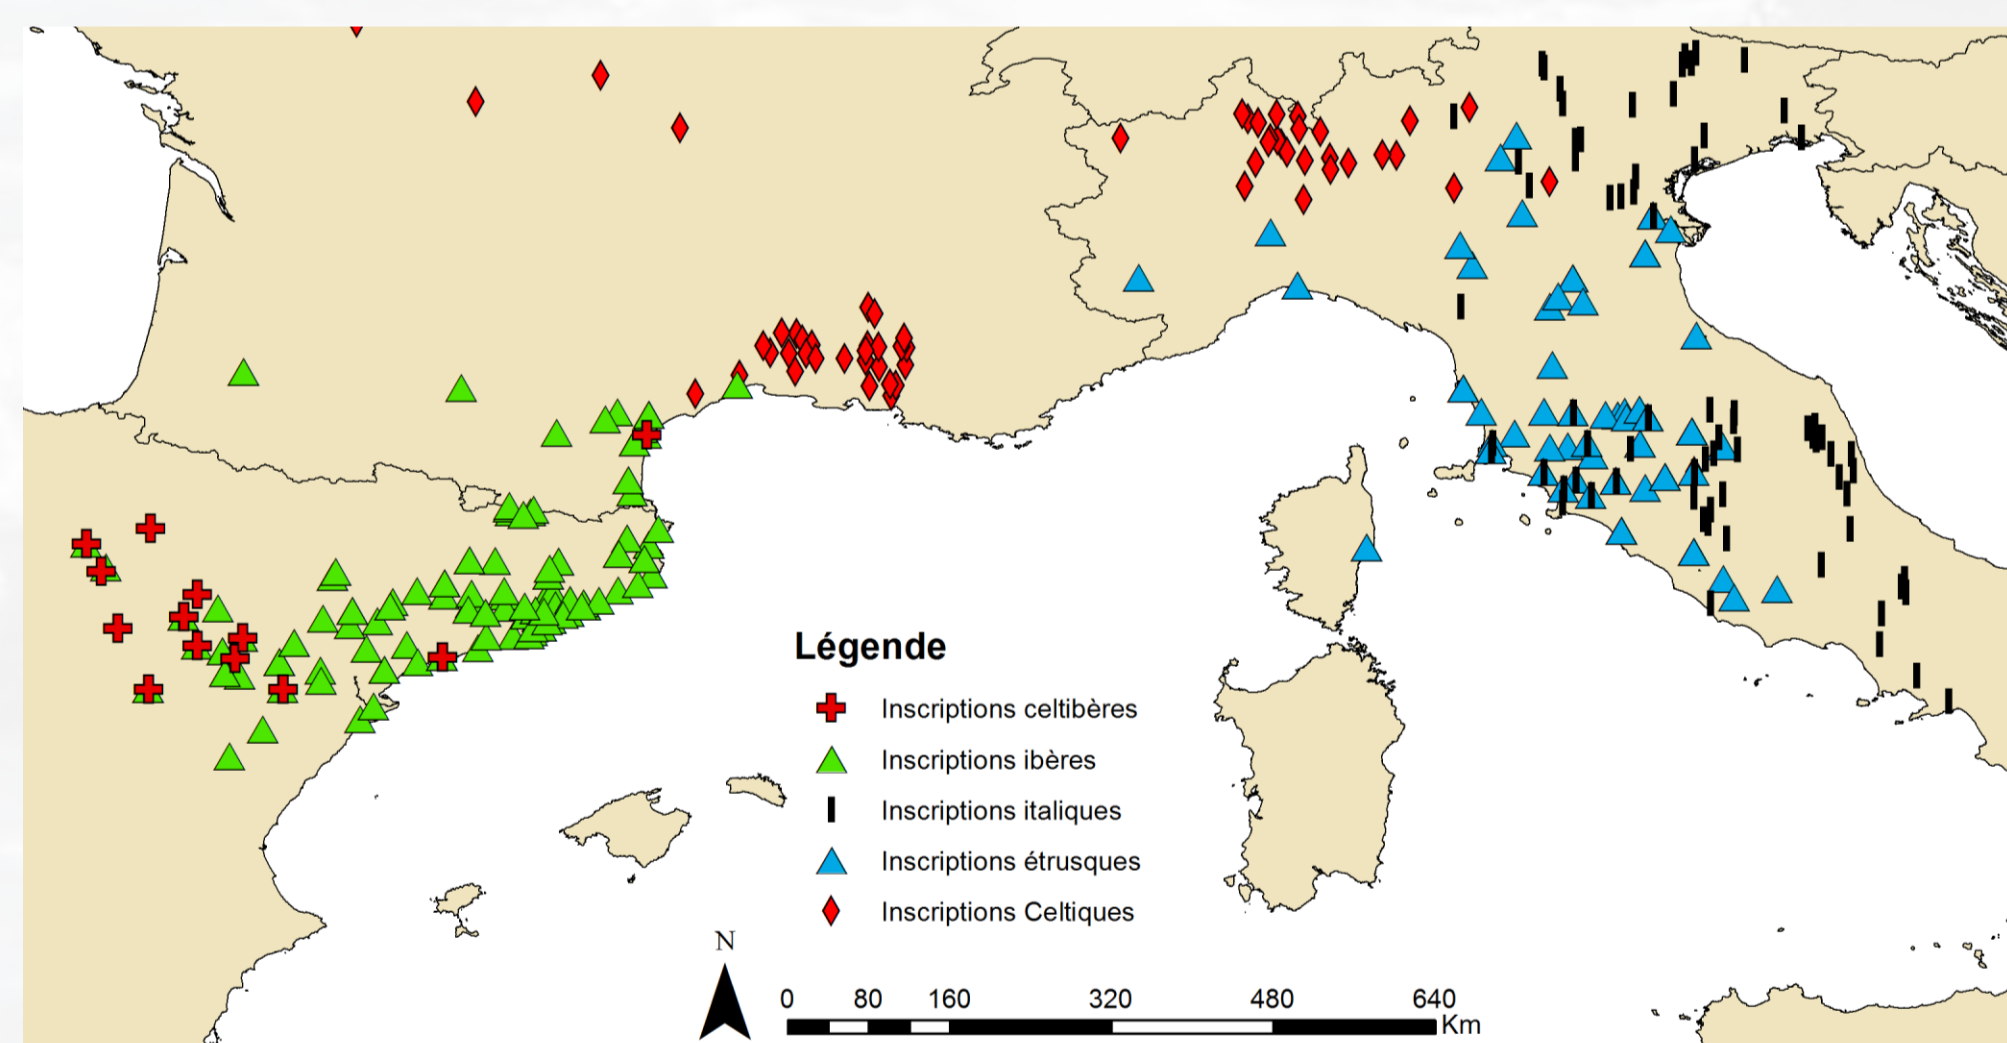 Légende
Inscriptions celtibères
Inscriptions ibères
Inscriptions italiques
Inscriptions étrusques
Inscriptions Celtiques
N
0 80 160 320 480 640
Km